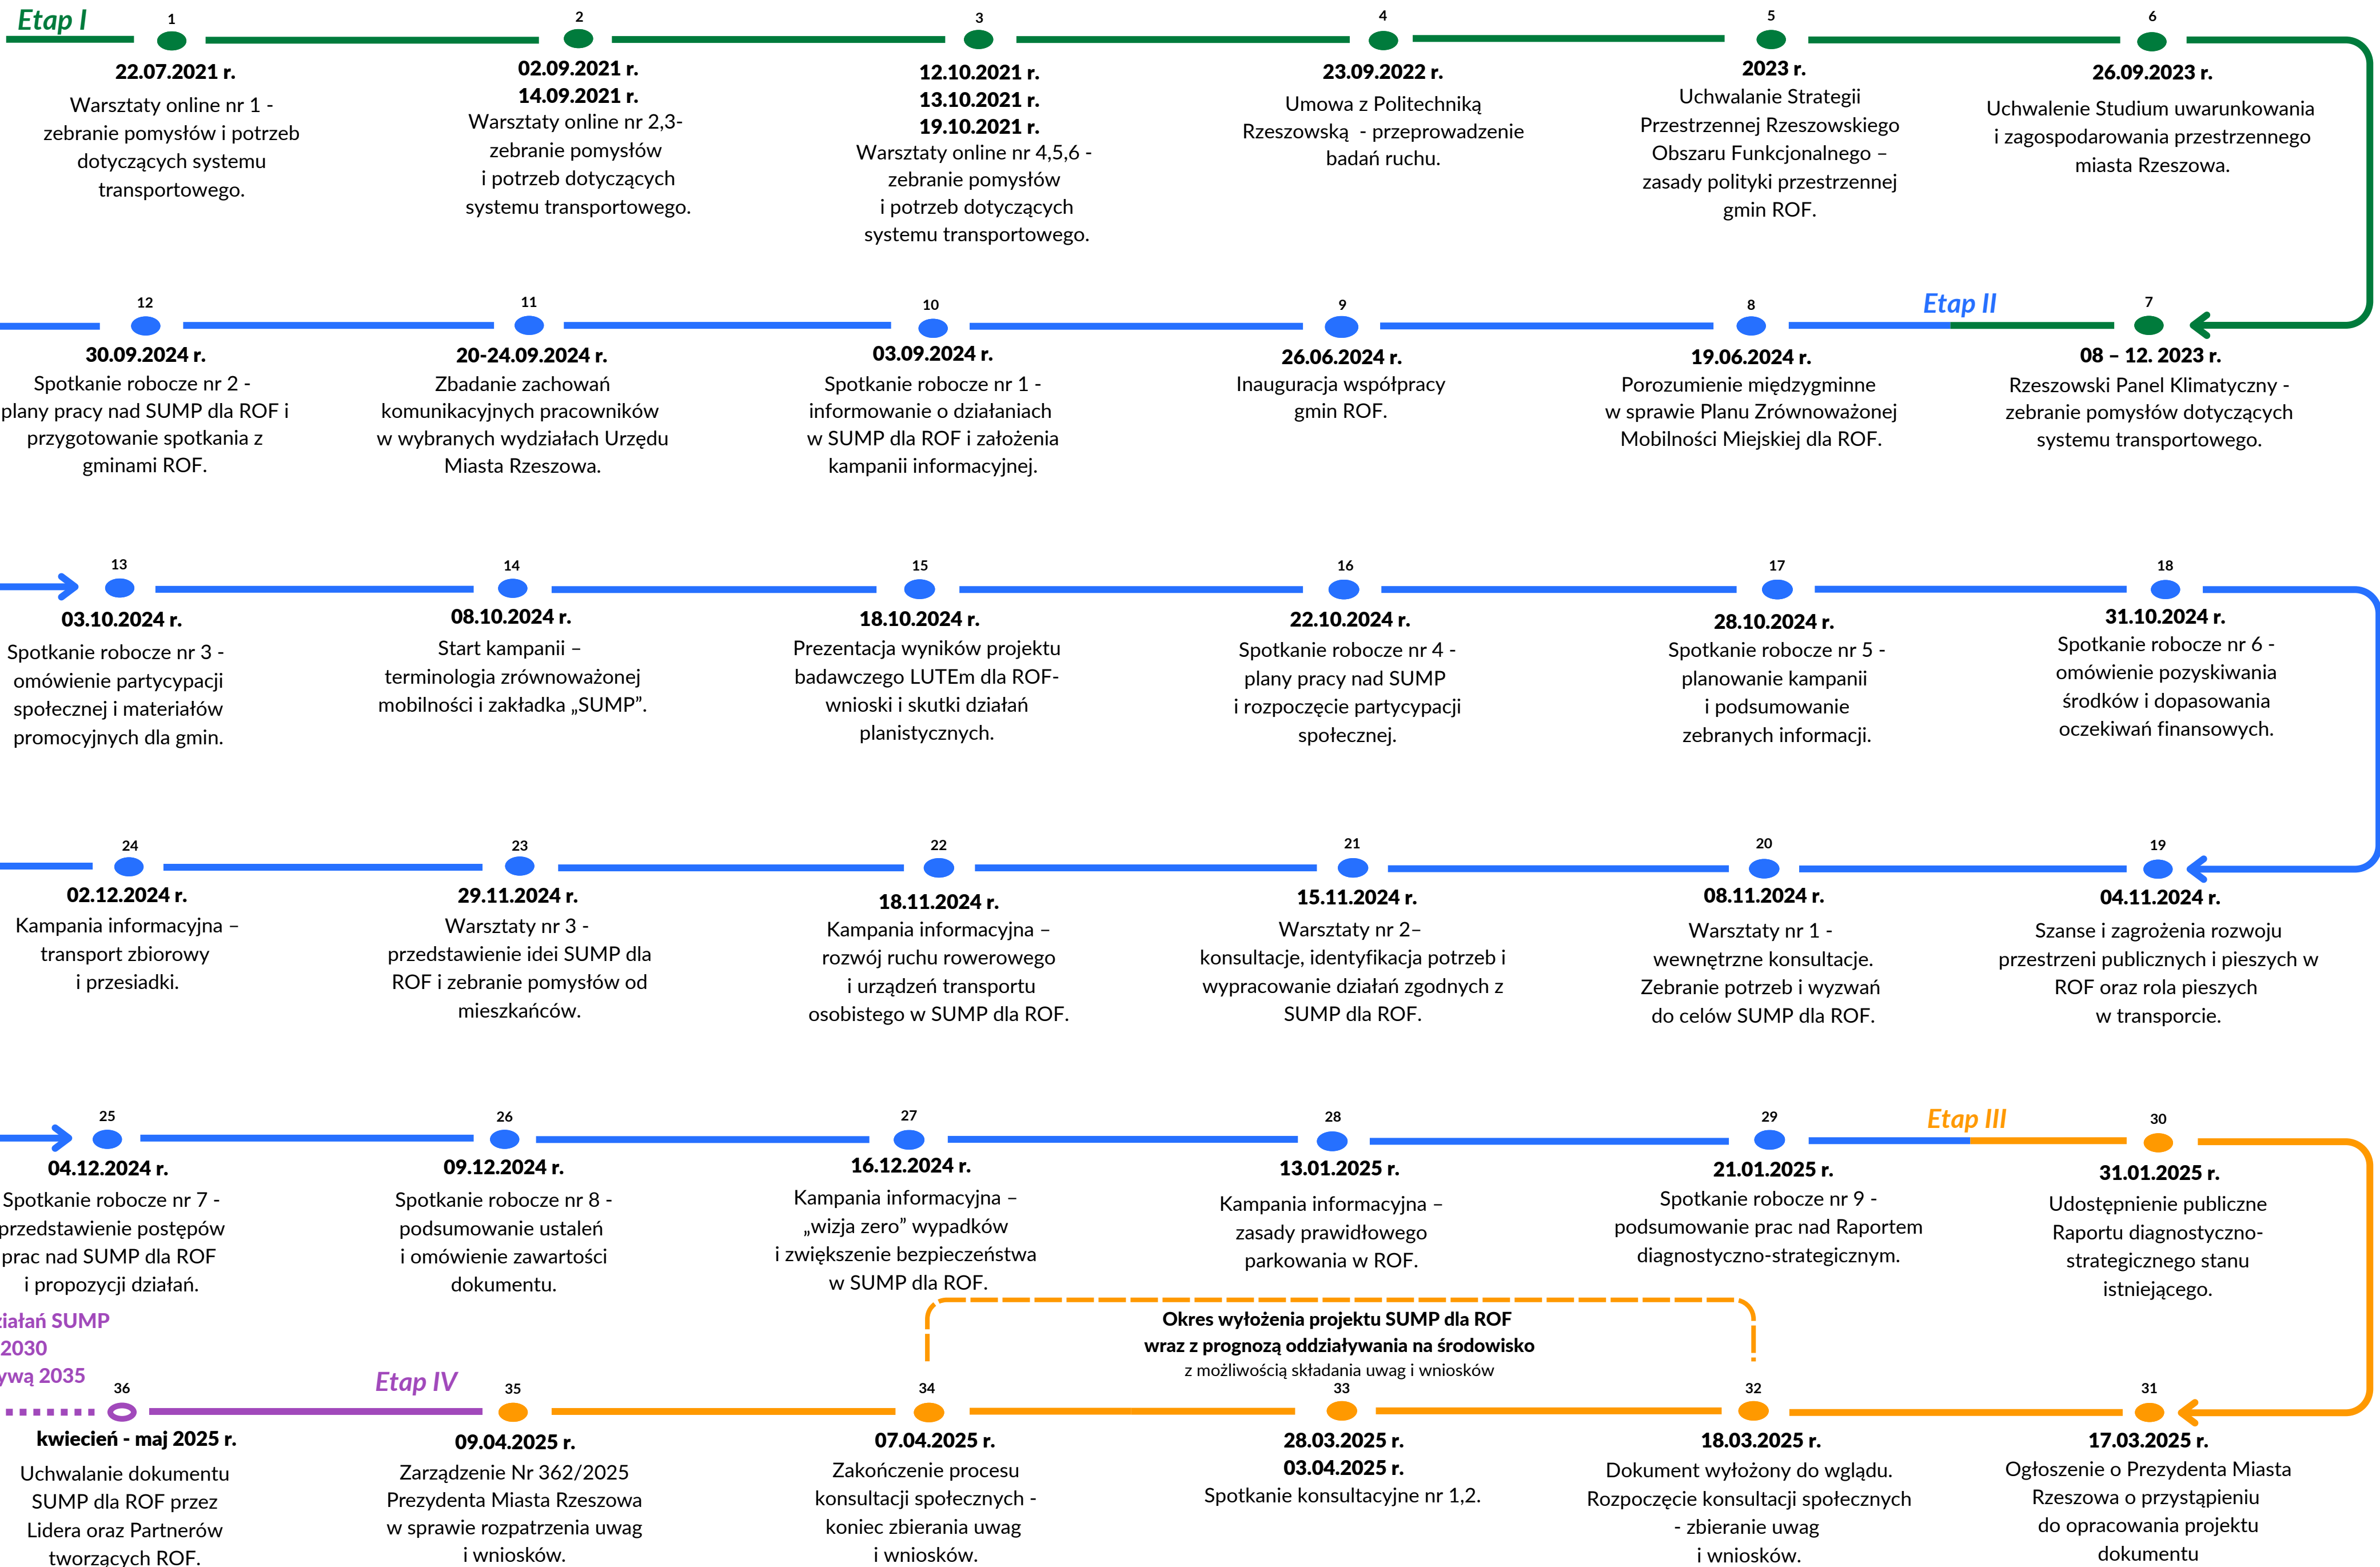 Etap I
1
22.07.2021 r.
Warsztaty online nr 1 -
zebranie pomysłów i potrzeb
dotyczących systemu
transportowego.
2
02.09.2021 r.
14.09.2021 r.
Warsztaty online nr 2,3-
zebranie pomysłów
i potrzeb dotyczących
systemu transportowego.
3
12.10.2021 r.
13.10.2021 r.
19.10.2021 r.
Warsztaty online nr 4,5,6 -
zebranie pomysłów
i potrzeb dotyczących
systemu transportowego.
4
23.09.2022 r.
Umowa z Politechniką
Rzeszowską - przeprowadzenie
badań ruchu.
5
2023 r.
Uchwalanie Strategii
Przestrzennej Rzeszowskiego
Obszaru Funkcjonalnego –
zasady polityki przestrzennej
gmin ROF.
6
26.09.2023 r.
Uchwalenie Studium uwarunkowania
i zagospodarowania przestrzennego
miasta Rzeszowa.
7
08 – 12. 2023 r.
Rzeszowski Panel Klimatyczny -
zebranie pomysłów dotyczących
systemu transportowego.
Etap II
8
19.06.2024 r.
Porozumienie międzygminne
w sprawie Planu Zrównoważonej
Mobilności Miejskiej dla ROF.
9
26.06.2024 r.
Inauguracja współpracy
gmin ROF.
10
03.09.2024 r.
Spotkanie robocze nr 1 -
informowanie o działaniach
w SUMP dla ROF i założenia
kampanii informacyjnej.
11
20-24.09.2024 r.
Zbadanie zachowań
komunikacyjnych pracowników
w wybranych wydziałach Urzędu
Miasta Rzeszowa.
12
30.09.2024 r.
Spotkanie robocze nr 2 -
plany pracy nad SUMP dla ROF i
przygotowanie spotkania z
gminami ROF.
13
03.10.2024 r.
Spotkanie robocze nr 3 -
omówienie partycypacji
społecznej i materiałów
promocyjnych dla gmin.
14
08.10.2024 r.
Start kampanii –
terminologia zrównoważonej
mobilności i zakładka „SUMP”.
15
18.10.2024 r.
Prezentacja wyników projektu
badawczego LUTEm dla ROF-
wnioski i skutki działań
planistycznych.
16
22.10.2024 r.
Spotkanie robocze nr 4 -
plany pracy nad SUMP
i rozpoczęcie partycypacji
społecznej.
17
28.10.2024 r.
Spotkanie robocze nr 5 -
planowanie kampanii
i podsumowanie
zebranych informacji.
18
31.10.2024 r.
Spotkanie robocze nr 6 -
omówienie pozyskiwania
środków i dopasowania
oczekiwań finansowych.
19
04.11.2024 r.
Szanse i zagrożenia rozwoju
przestrzeni publicznych i pieszych w
ROF oraz rola pieszych
w transporcie.
20
08.11.2024 r.
Warsztaty nr 1 -
wewnętrzne konsultacje.
Zebranie potrzeb i wyzwań
do celów SUMP dla ROF.
21
15.11.2024 r.
Warsztaty nr 2–
konsultacje, identyfikacja potrzeb i
wypracowanie działań zgodnych z
SUMP dla ROF.
22
18.11.2024 r.
Kampania informacyjna –
rozwój ruchu rowerowego
i urządzeń transportu
osobistego w SUMP dla ROF.
23
29.11.2024 r.
Warsztaty nr 3 -
przedstawienie idei SUMP dla
ROF i zebranie pomysłów od
mieszkańców.
24
02.12.2024 r.
Kampania informacyjna –
transport zbiorowy
i przesiadki.
25
04.12.2024 r.
Spotkanie robocze nr 7 -
przedstawienie postępów
prac nad SUMP dla ROF
i propozycji działań.
26
09.12.2024 r.
Spotkanie robocze nr 8 -
podsumowanie ustaleń
i omówienie zawartości
dokumentu.
27
16.12.2024 r.
Kampania informacyjna –
„wizja zero” wypadków
i zwiększenie bezpieczeństwa
w SUMP dla ROF.
28
13.01.2025 r.
Kampania informacyjna –
zasady prawidłowego
parkowania w ROF.
29
21.01.2025 r.
Spotkanie robocze nr 9 -
podsumowanie prac nad Raportem
diagnostyczno-strategicznym.
Etap III
30
31.01.2025 r.
Udostępnienie publiczne
Raportu diagnostyczno-
strategicznego stanu
istniejącego.
31
17.03.2025 r.
Ogłoszenie o Prezydenta Miasta
Rzeszowa o przystąpieniu
do opracowania projektu
dokumentu
Okres wyłożenia projektu SUMP dla ROF
wraz z prognozą oddziaływania na środowisko
z możliwością składania uwag i wniosków
32
18.03.2025 r.
Dokument wyłożony do wglądu.
Rozpoczęcie konsultacji społecznych
- zbieranie uwag
i wniosków.
33
28.03.2025 r.
03.04.2025 r.
Spotkanie konsultacyjne nr 1,2.
34
07.04.2025 r.
Zakończenie procesu
konsultacji społecznych -
koniec zbierania uwag
i wniosków.
35
09.04.2025 r.
Zarządzenie Nr 362/2025
Prezydenta Miasta Rzeszowa
w sprawie rozpatrzenia uwag
i wniosków.
Etap IV
36
kwiecień - maj 2025 r.
Uchwalanie dokumentu
SUMP dla ROF przez
Lidera oraz Partnerów
tworzących ROF.
SUMP
2030
2035